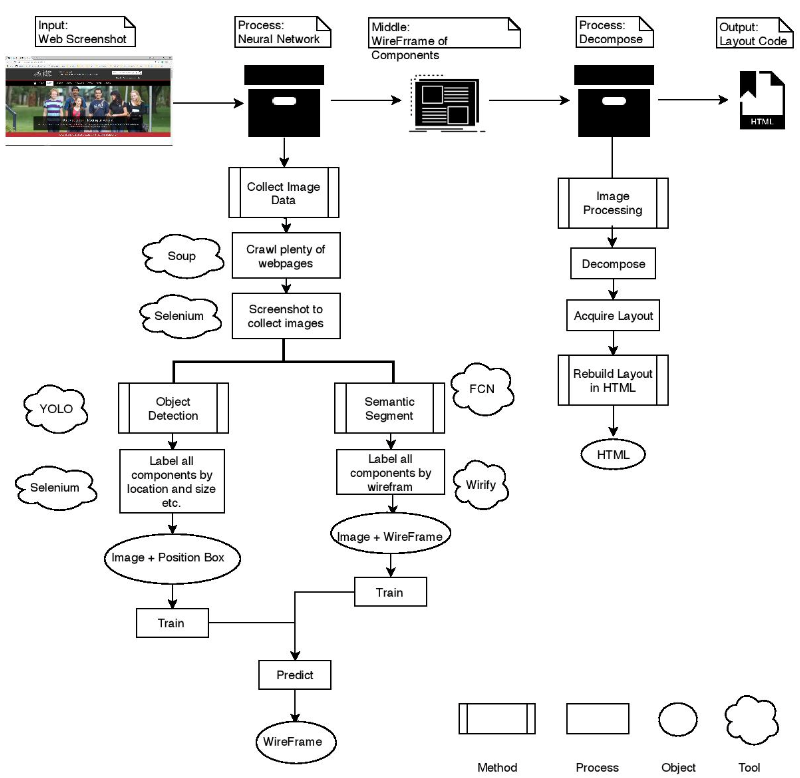 Input:
Web Screenshot
Process:
Neural Network
Middle:
WireFrrame of
Components
Process:
Decompose
Output:
Layout Code
HTML
Collect Image
Data
Image
Processing
Soup
Crawl plenty of
webpages
Decompose
Selenium
Screenshot to
collect images
Acquire Layout
YOLO
Object
Detection
Semantic
Segment
FCN
Rebuild Layout
in HTML
Selenium
Label all
components by
location and size
etc.
Label all
components by
wirefram
Wirify
HTML
Image + Position Box
Image + WireFrame
Train
Train
Predict
WireFrame
Method
Process
Object
Tool